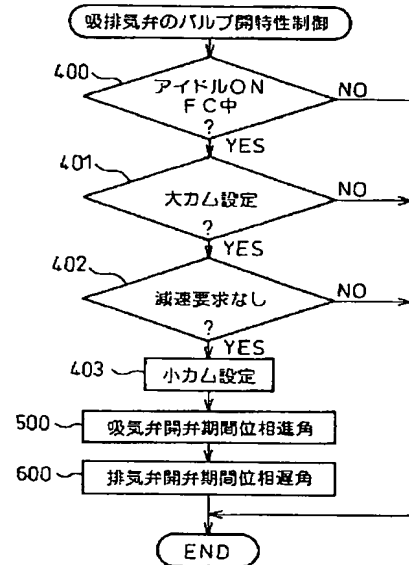 吸排気弁のバルブ開特性制御
400
アイドルON
FC中
?
NO
YES
401
大カム設定
?
NO
YES
402
減速要求なし
?
NO
YES
403
小カム設定
500
吸気弁開弁期間位相進角
600
排気弁開弁期間位相遅角
END